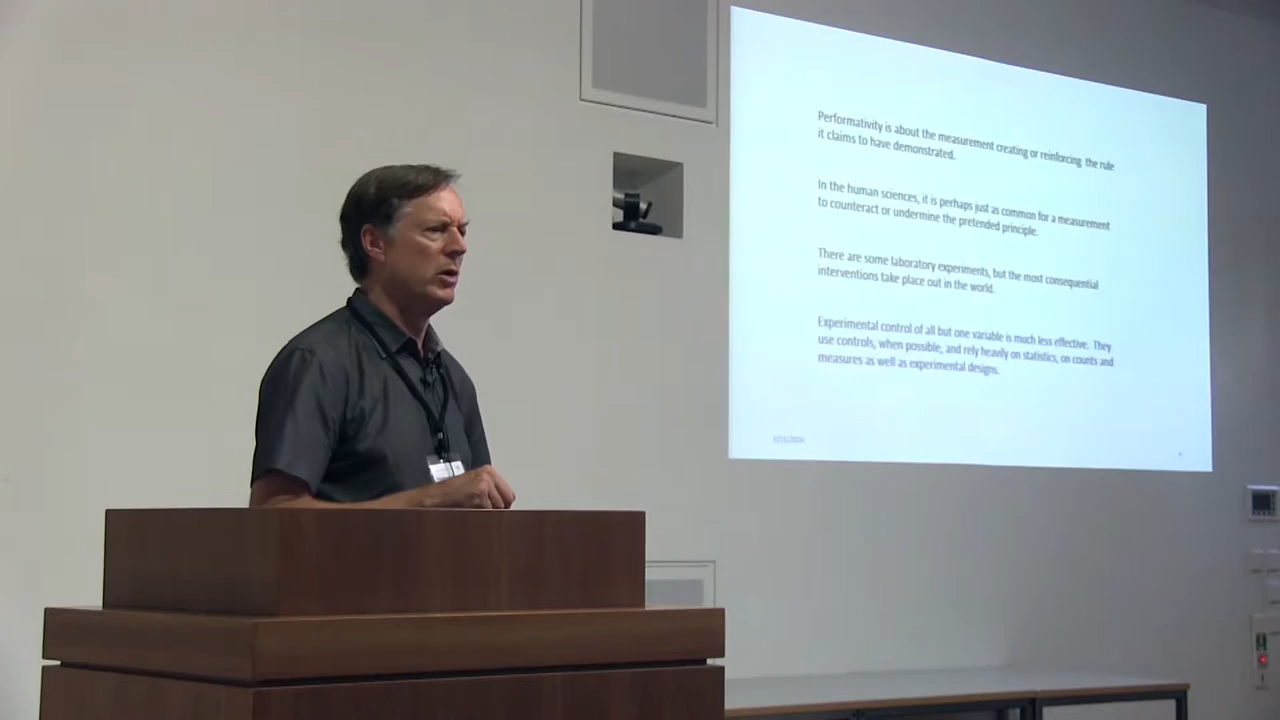 Performativity is about the measurement creating or reinforcing the rule
it claims to have demonstrated.
In the human sciences, it is perhaps just as common for a measurement
to counteract or undermine the pretended principle.
There are some laboratory experiments, but the most consequential
interventions take place out in the world.
Experimental control of all but one variable is much less effective. They
use controls, when possible, and rely heavily on statistics, on counts and
measures as well as experimental designs.